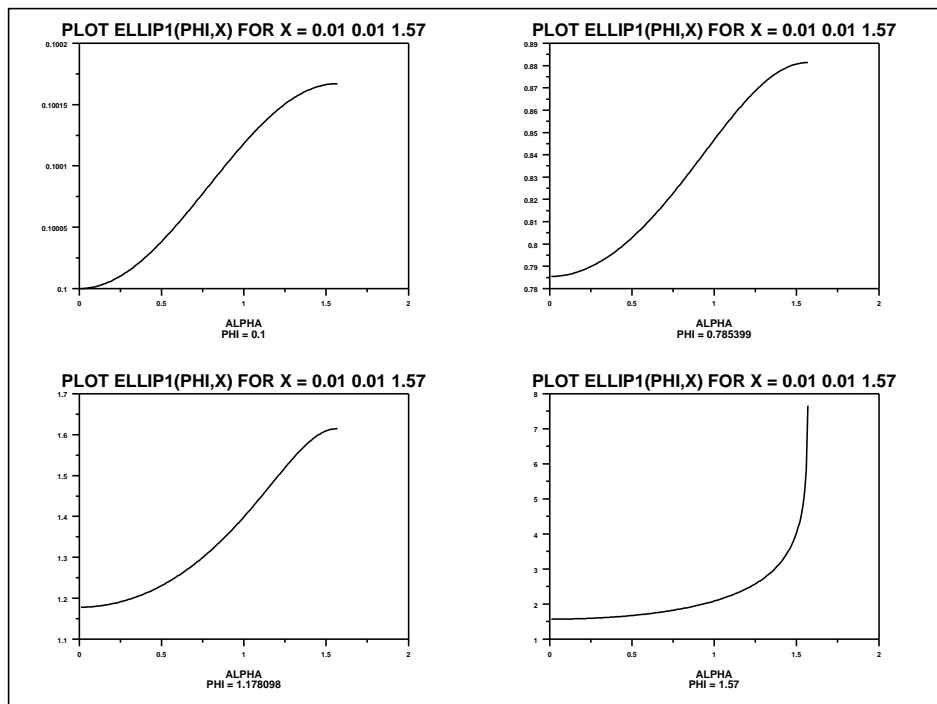 PLOT ELLIP1(PHI,X) FOR X = 0.01 0.01 1.57
0.1002
0.10015
0.1001
0.10005
0.1
0 0.5 1 1.5 2
ALPHA
PHI = 0.1
PLOT ELLIP1(PHI,X) FOR X = 0.01 0.01 1.57
0.89
0.88
0.87
0.86
0.85
0.84
0.83
0.82
0.81
0.8
0.79
0.78
0 0.5 1 1.5 2
ALPHA
PHI = 0.785399
PLOT ELLIP1(PHI,X) FOR X = 0.01 0.01 1.57
1.7
1.6
1.5
1.4
1.3
1.2
1.1
0 0.5 1 1.5 2
ALPHA
PHI = 1.178098
PLOT ELLIP1(PHI,X) FOR X = 0.01 0.01 1.57
8
7
6
5
4
3
2
1
0 0.5 1 1.5 2
ALPHA
PHI = 1.57